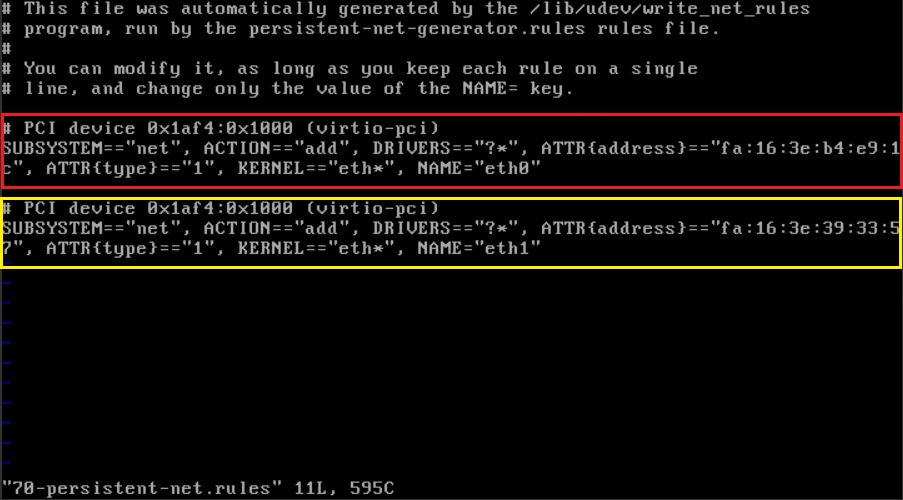 # This file was automatically generated by the /lib/udev/write_net_rules
# program, run by the persistent-net-generator.rules rules file.
#
# You can modify it, as long as you keep each rule on a single
# line, and change only the value of the NAME= key.
# PCI device 0x1af4:0x1000 (virtio-pci)
SUBSYSTEM=="net", ACTION=="add", DRIVERS=="?*", ATTR{address}=="fa:16:3e:b4:e9:1
c", ATTR{type}=="1", KERNEL=="eth*", NAME="eth0"
# PCI device 0x1af4:0x1000 (virtio-pci)
SUBSYSTEM=="net", ACTION=="add", DRIVERS=="?*", ATTR{address}=="fa:16:3e:39:33:5
7", ATTR{type}=="1", KERNEL=="eth*", NAME="eth1"
~
~
~
~
~
~
~
~
~
~
~
"70-persistent-net.rules" 11L, 595C